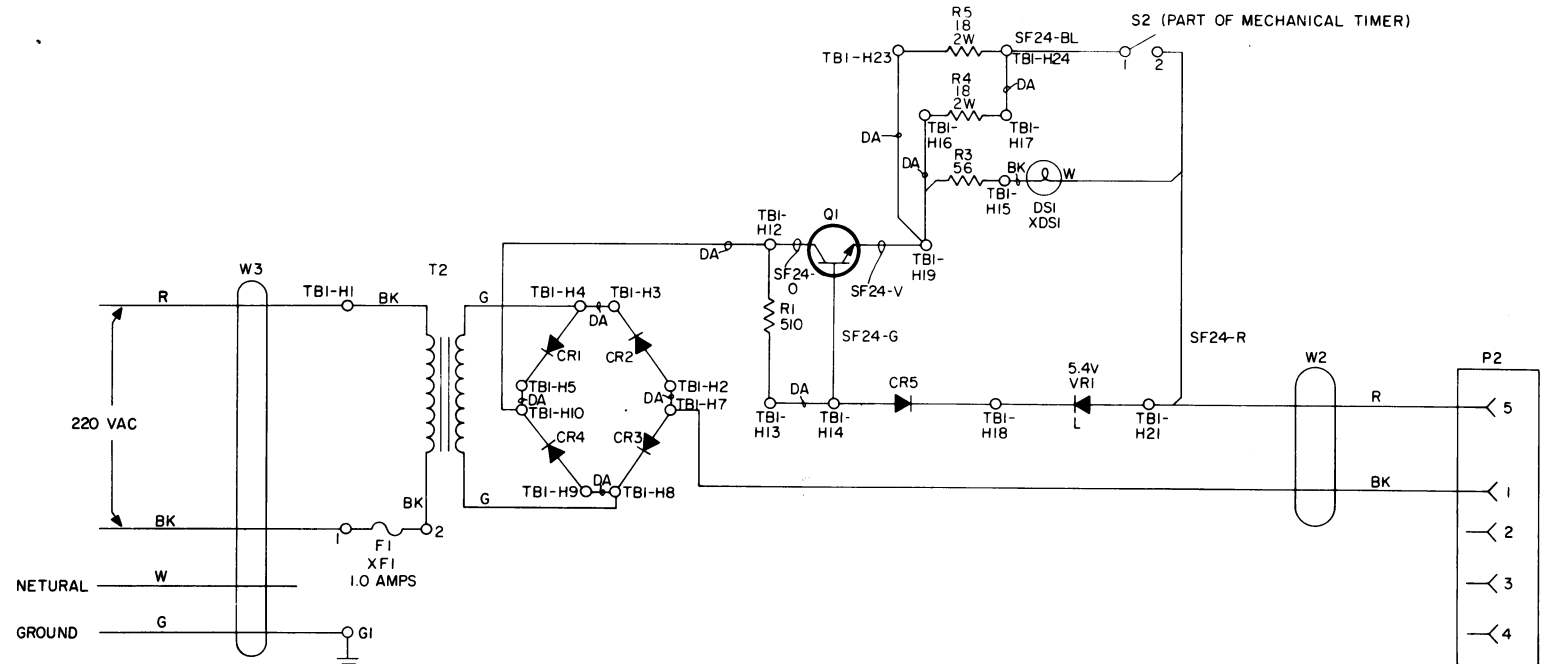 S2 (PART OF MECHANICAL TIMER)
R5
18
2W
SF24-BL
TB1-H23
TB1-H24
1
2
R4
18
2W
DA
DA
TB1-
H16
TB1-
H17
DA
R3
56
BK
W
TB1-
H15
DS1
XDS1
TB1-
H12
Q1
DA
SF24-
O
SF24-V
TB1-
H19
W3
T2
R
TB1-H1
BK
G
TB1-H4
TB1-H3
DA
R1
510
SF24-G
SF24-R
CR1
CR2
W2
P2
TB1-H5
DA
TB1-H10
TB1-H2
DA
TB1-H7
DA
CR5
5.4V
VR1
L
R
5
TB1-
H13
TB1-
H14
TB1-
H18
TB1-
H21
220 VAC
CR4
CR3
BK
G
TB1-H9
DA
TB1-H8
BK
1
BK
1
2
F1
XF1
1.0 AMPS
2
NETURAL
W
3
GROUND
G
G1
4